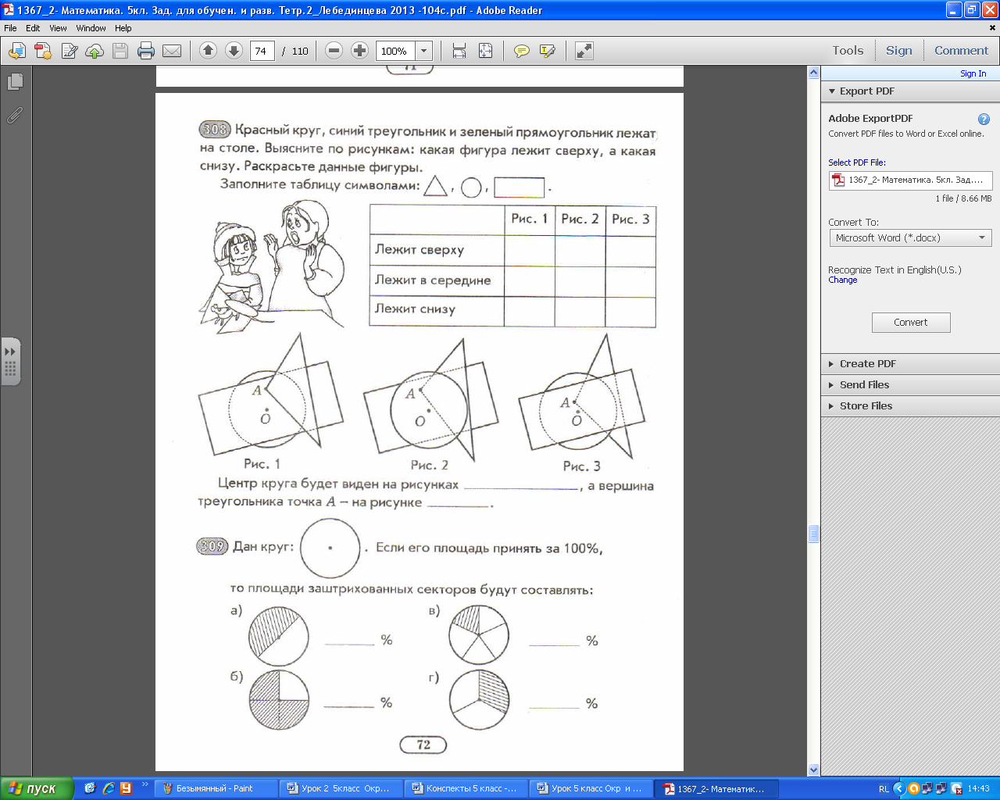 1367_2- Математика. 5кл. Зад. для обучен. и разв. Тетр.2_Лебединцева 2013 -104с.pdf - Adobe Reader
File Edit View Window Help
74 / 110 100% Tools Sign Comment
Sign In
71
Export PDF
Adobe ExportPDF
Convert PDF files to Word or Excel online.
Select PDF File:
1367_2- Математика. 5кл. Зад....
1 file / 8.66 MB
Convert To:
Microsoft Word (*.docx)
Recognize Text in English(U.S.)
Change
Convert
Create PDF
Send Files
Store Files
308 Красный круг, синий треугольник и зеленый прямоугольник лежат
на столе. Выясните по рисункам: какая фигура лежит сверху, а какая
снизу. Раскрасьте данные фигуры.
Заполните таблицу символами: , , .
Рис. 1 Рис. 2 Рис. 3
Лежит сверху
Лежит в середине
Лежит снизу
A O
A O
A O
Рис. 1 Рис. 2 Рис. 3
Центр круга будет виден на рисунках ______________, а вершина
треугольника точка A – на рисунке ________.
309 Дан круг: . Если его площадь принять за 100%,
то площади заштрихованных секторов будут составлять:
а) ______ % в) ______ %
б) ______ % г) ______ %
72
пуск Безымянный - Paint Урок 2 5класс Окр... Конспекты 5 класс -... Урок 5 класс Окр и ... 1367_2- Математик... RL 14:43